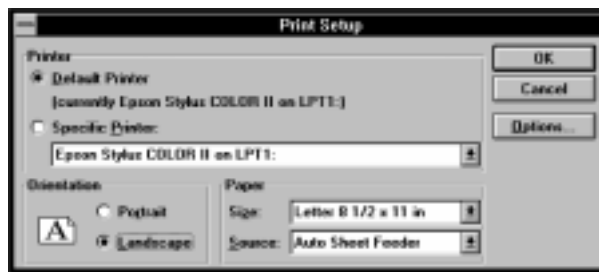 Print Setup
Printer
Default Printer
(currently Epson Stylus COLOR II on LPT1:)
Specific Printer:
Epson Stylus COLOR II on LPT1:
OK
Cancel
Options...
Orientation
Portrait
Landscape
A
Paper
Size: Letter 8 1/2 x 11 in
Source: Auto Sheet Feeder